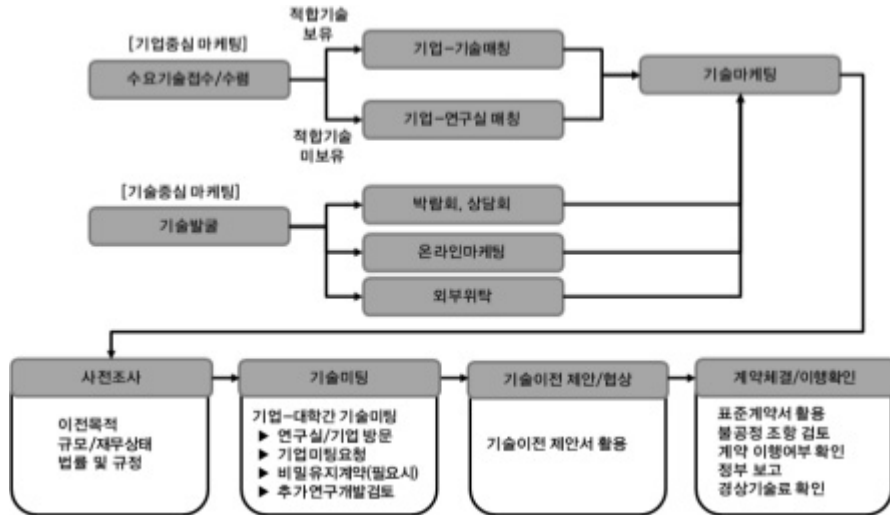 적합기술
보유
[기업중심 마케팅]
수요기술접수/수렴
기업-기술매칭
기술마케팅
기업-연구실 매칭
적합기술
미보유
[기술중심 마케팅]
기술발굴
박람회, 상담회
온라인마케팅
외부위탁
사전조사
이전목적
규모/재무상태
법률 및 규정
기술미팅
기업-대학간 기술미팅
▶ 연구실/기업 방문
▶ 기업미팅요청
▶ 비밀유지계약(필요시)
▶ 추가연구개발검토
기술이전 제안/협상
기술이전 제안서 활용
계약체결/이행확인
표준계약서 활용
불공정 조항 검토
계약 이행여부 확인
정부 보고
경상기술료 확인